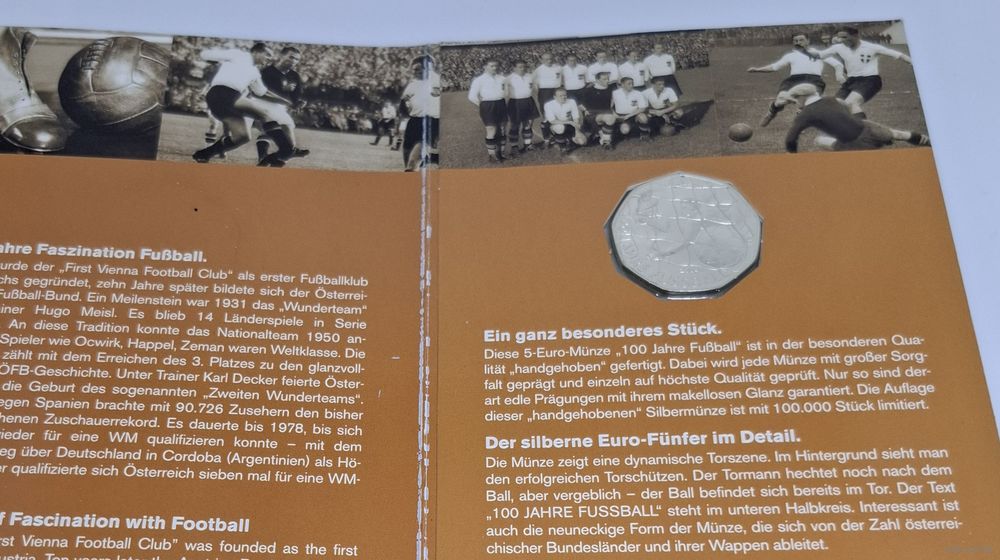 ahre Faszination Fußball.
urde der „First Vienna Football Club" als erster Fußballklub
chs gegründet, zehn Jahre später bildete sich der Österrei-
Fußball-Bund. Ein Meilenstein war 1931 das „Wunderteam"
iner Hugo Meisl. Es blieb 14 Länderspiele in Serie
. An diese Tradition konnte das Nationalteam 1950 an-
Spieler wie Ocwirk, Happel, Zeman waren Weltklasse. Die
zählt mit dem Erreichen des 3. Platzes zu den glanzvoll-
ÖFB-Geschichte. Unter Trainer Karl Decker feierte Öster-
die Geburt des sogenannten „Zweiten Wunderteams".
egen Spanien brachte mit 90.726 Zusehern den bisher
henen Zuschauerrekord. Es dauerte bis 1978, bis sich
ieder für eine WM qualifizieren konnte – mit dem
eg über Deutschland in Cordoba (Argentinien) als Hö-
er qualifizierte sich Österreich sieben mal für eine WM-
f Fascination with Football
rst Vienna Football Club" was founded as the first
Ein ganz besonderes Stück.
Diese 5-Euro-Münze „100 Jahre Fußball" ist in der besonderen Qua-
lität „handgehoben" gefertigt. Dabei wird jede Münze mit großer Sorg-
falt geprägt und einzeln auf höchste Qualität geprüft. Nur so sind der-
art edle Prägungen mit ihrem makellosen Glanz garantiert. Die Auflage
dieser „handgehobenen" Silbermünze ist mit 100.000 Stück limitiert.
Der silberne Euro-Fünfer im Detail.
Die Münze zeigt eine dynamische Torszene. Im Hintergrund sieht man
den erfolgreichen Torschützen. Der Tormann hechtet noch nach dem
Ball, aber vergeblich – der Ball befindet sich bereits im Tor. Der Text
„100 JAHRE FUSSBALL" steht im unteren Halbkreis. Interessant ist
auch die neuneckige Form der Münze, die sich von der Zahl österrei-
chischer Bundesländer und ihrer Wappen ableitet.